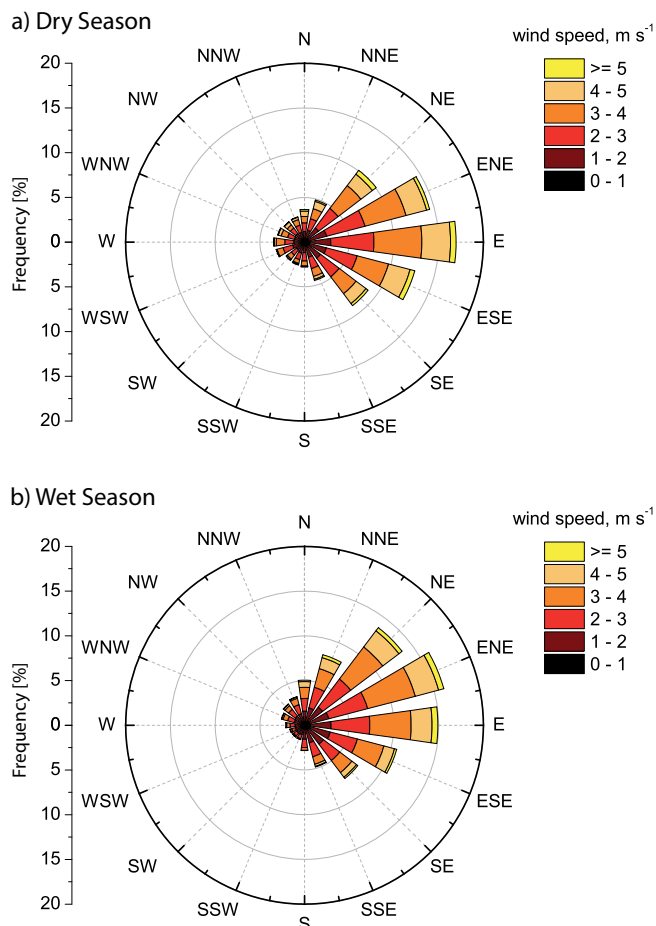 a) Dry Season
wind speed, m s-1
>= 5
4 - 5
3 - 4
2 - 3
1 - 2
0 - 1
Frequency [%]
20
15
10
5
0
5
10
15
20
N
NNE
NE
ENE
E
ESE
SE
SSE
S
SSW
SW
WSW
W
WNW
NW
NNW
b) Wet Season
wind speed, m s-1
>= 5
4 - 5
3 - 4
2 - 3
1 - 2
0 - 1
Frequency [%]
20
15
10
5
0
5
10
15
20
N
NNE
NE
ENE
E
ESE
SE
SSE
S
SSW
SW
WSW
W
WNW
NW
NNW